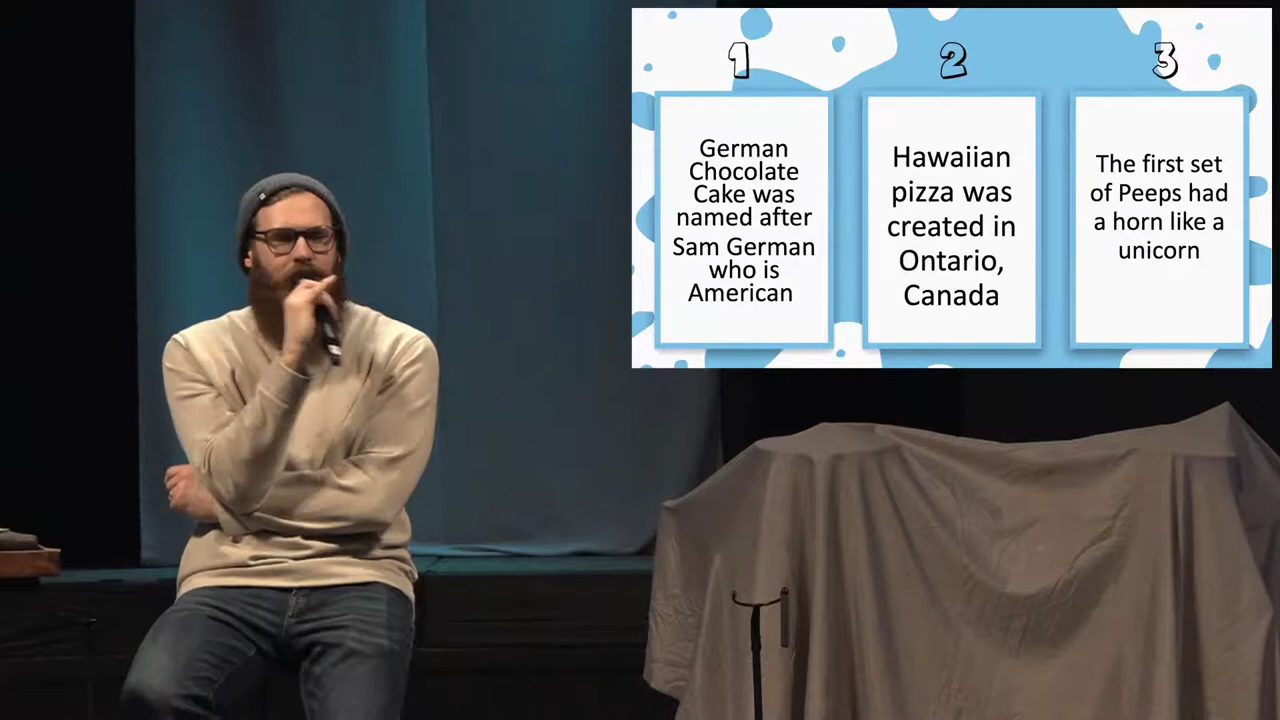 1
German
Chocolate
Cake was
named after
Sam German
who is
American
2
Hawaiian
pizza was
created in
Ontario,
Canada
3
The first set
of Peeps had
a horn like a
unicorn